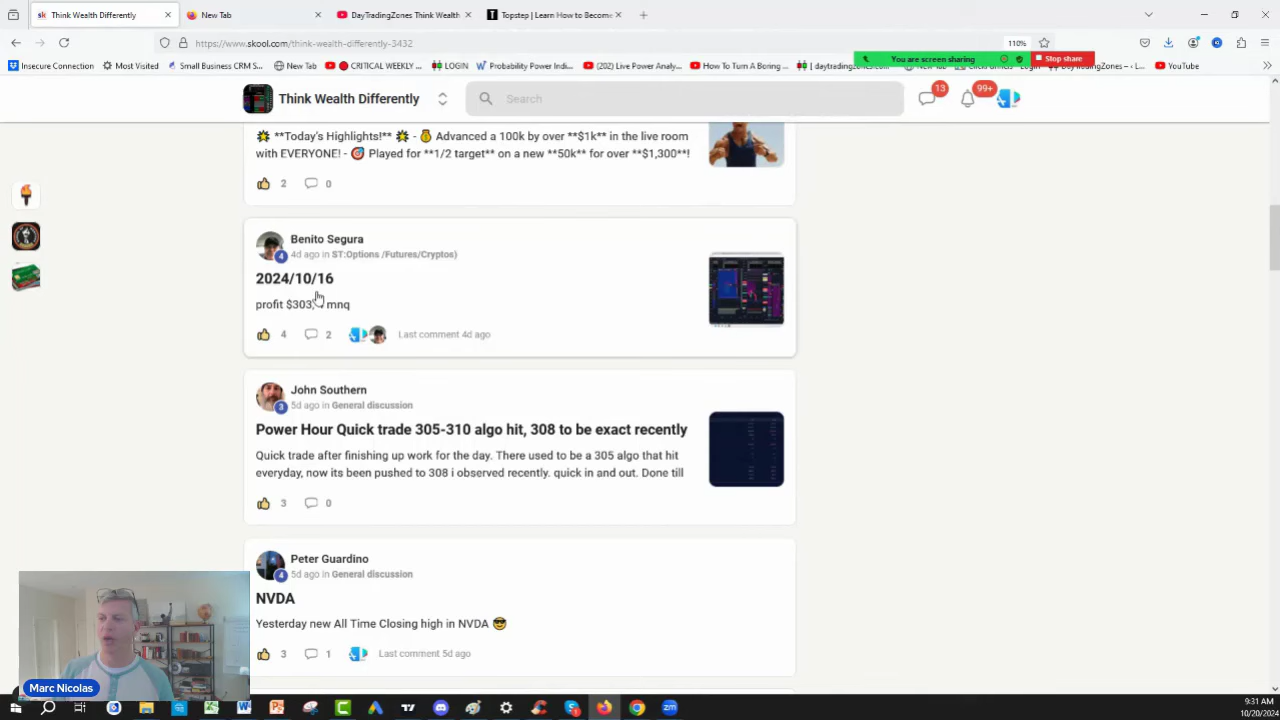 Think Wealth Differently
New Tab
DayTradingZones Think Wealth
Topstep | Learn How to Become
https://www.skool.com/think-wealth-differently-3432
110%
Insecure Connection
Most Visited
Small Business CRM S...
New Tab
CRITICAL WEEKLY ...
LOGIN
Probability Power Indi...
(202) Live Power Analy...
How To Turn A Boring ...
You are screen sharing
Stop share
YouTube
Think Wealth Differently
Search
13
99+
**Today's Highlights!** - Advanced a 100k by over **$1k** in the live room
with EVERYONE! - Played for **1/2 target** on a new **50k** for over **$1,300**!
2
0
Benito Segura
4d ago in ST:Options /Futures/Cryptos)
2024/10/16
profit $303, mnq
4
2
Last comment 4d ago
John Southern
3
5d ago in General discussion
Power Hour Quick trade 305-310 algo hit, 308 to be exact recently
Quick trade after finishing up work for the day. There used to be a 305 algo that hit
everyday, now its been pushed to 308 i observed recently. quick in and out. Done till
3
0
Peter Guardino
4
5d ago in General discussion
NVDA
Yesterday new All Time Closing high in NVDA
3
1
Last comment 5d ago
Marc Nicolas
9:31 AM
10/20/2024